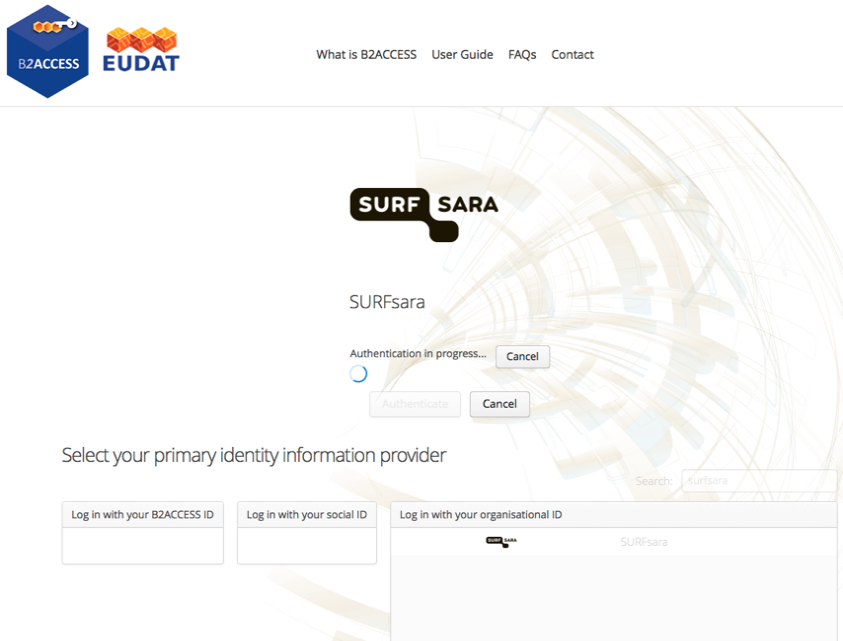 B2ACCESS
EUDAT
What is B2ACCESS User Guide FAQs Contact
SURF SARA
SURFsara
Authentication in progress... Cancel
Authenticate Cancel
Select your primary identity information provider
Search: surfsara
Log in with your B2ACCESS ID Log in with your social ID Log in with your organisational ID
SURF SARA SURFsara